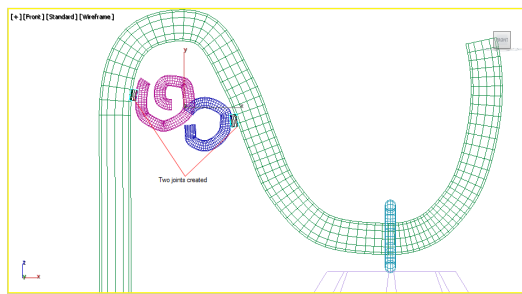 [+] [Front] [Standard] [Wireframe]
y
x
Two joints created
z
y
x